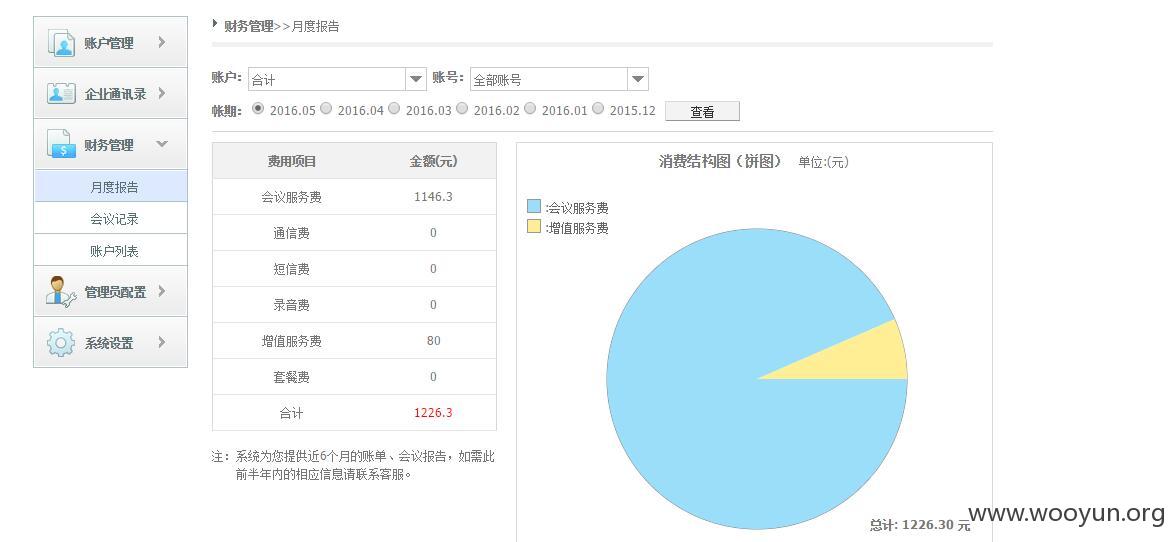 账户管理
企业通讯录
财务管理
月度报告
会议记录
账户列表
管理员配置
系统设置
财务管理>>月度报告
账户: 合计 账号: 全部账号
帐期: 2016.05 2016.04 2016.03 2016.02 2016.01 2015.12 查看
费用项目 金额(元)
会议服务费 1146.3
通信费 0
短信费 0
录音费 0
增值服务费 80
套餐费 0
合计 1226.3
注: 系统为您提供近6个月的账单、会议报告，如需此
前半年内的相应信息请联系客服。
消费结构图（饼图） 单位:(元)
:会议服务费
:增值服务费
总计: 1226.30 元
www.wooyun.org